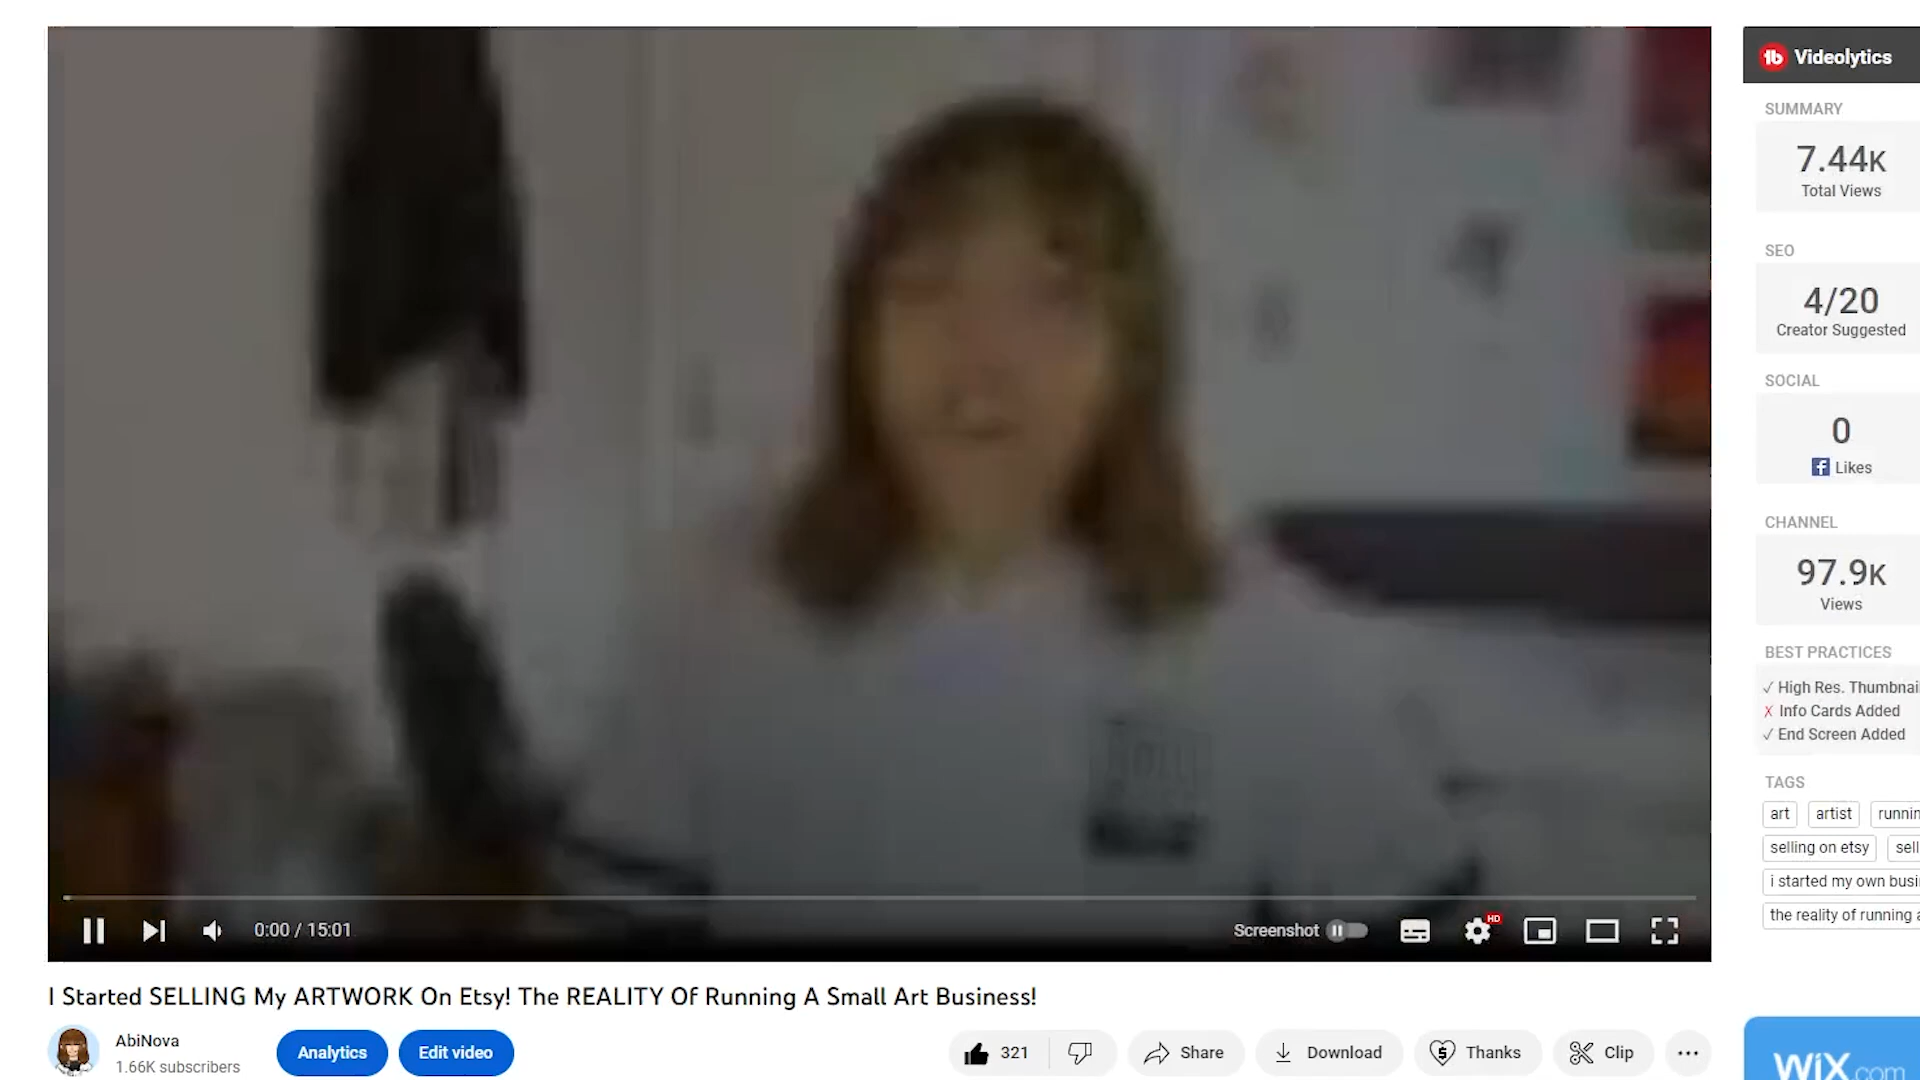 Videolytics
SUMMARY
7.44K
Total Views
SEO
4/20
Creator Suggested
SOCIAL
0
Likes
CHANNEL
97.9K
Views
BEST PRACTICES
✓ High Res. Thumbnai
X Info Cards Added
✓ End Screen Added
TAGS
art artist runnin
selling on etsy sell
i started my own busi
the reality of running a
0:00 / 15:01
Screenshot
HD
I Started SELLING My ARTWORK On Etsy! The REALITY Of Running A Small Art Business!
AbiNova
1.66K subscribers
Analytics Edit video
321 Share Download Thanks Clip
WiX.com